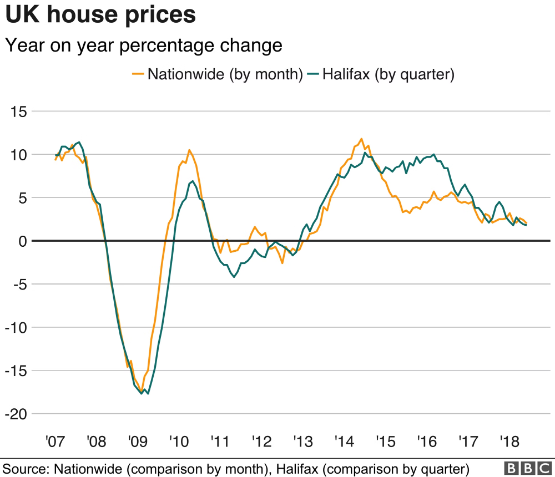 UK house prices
Year on year percentage change
Nationwide (by month) Halifax (by quarter)
15
10
5
0
-5
-10
-15
-20
'07 '08 '09 '10 '11 '12 '13 '14 '15 '16 '17 '18
Source: Nationwide (comparison by month), Halifax (comparison by quarter) BBC